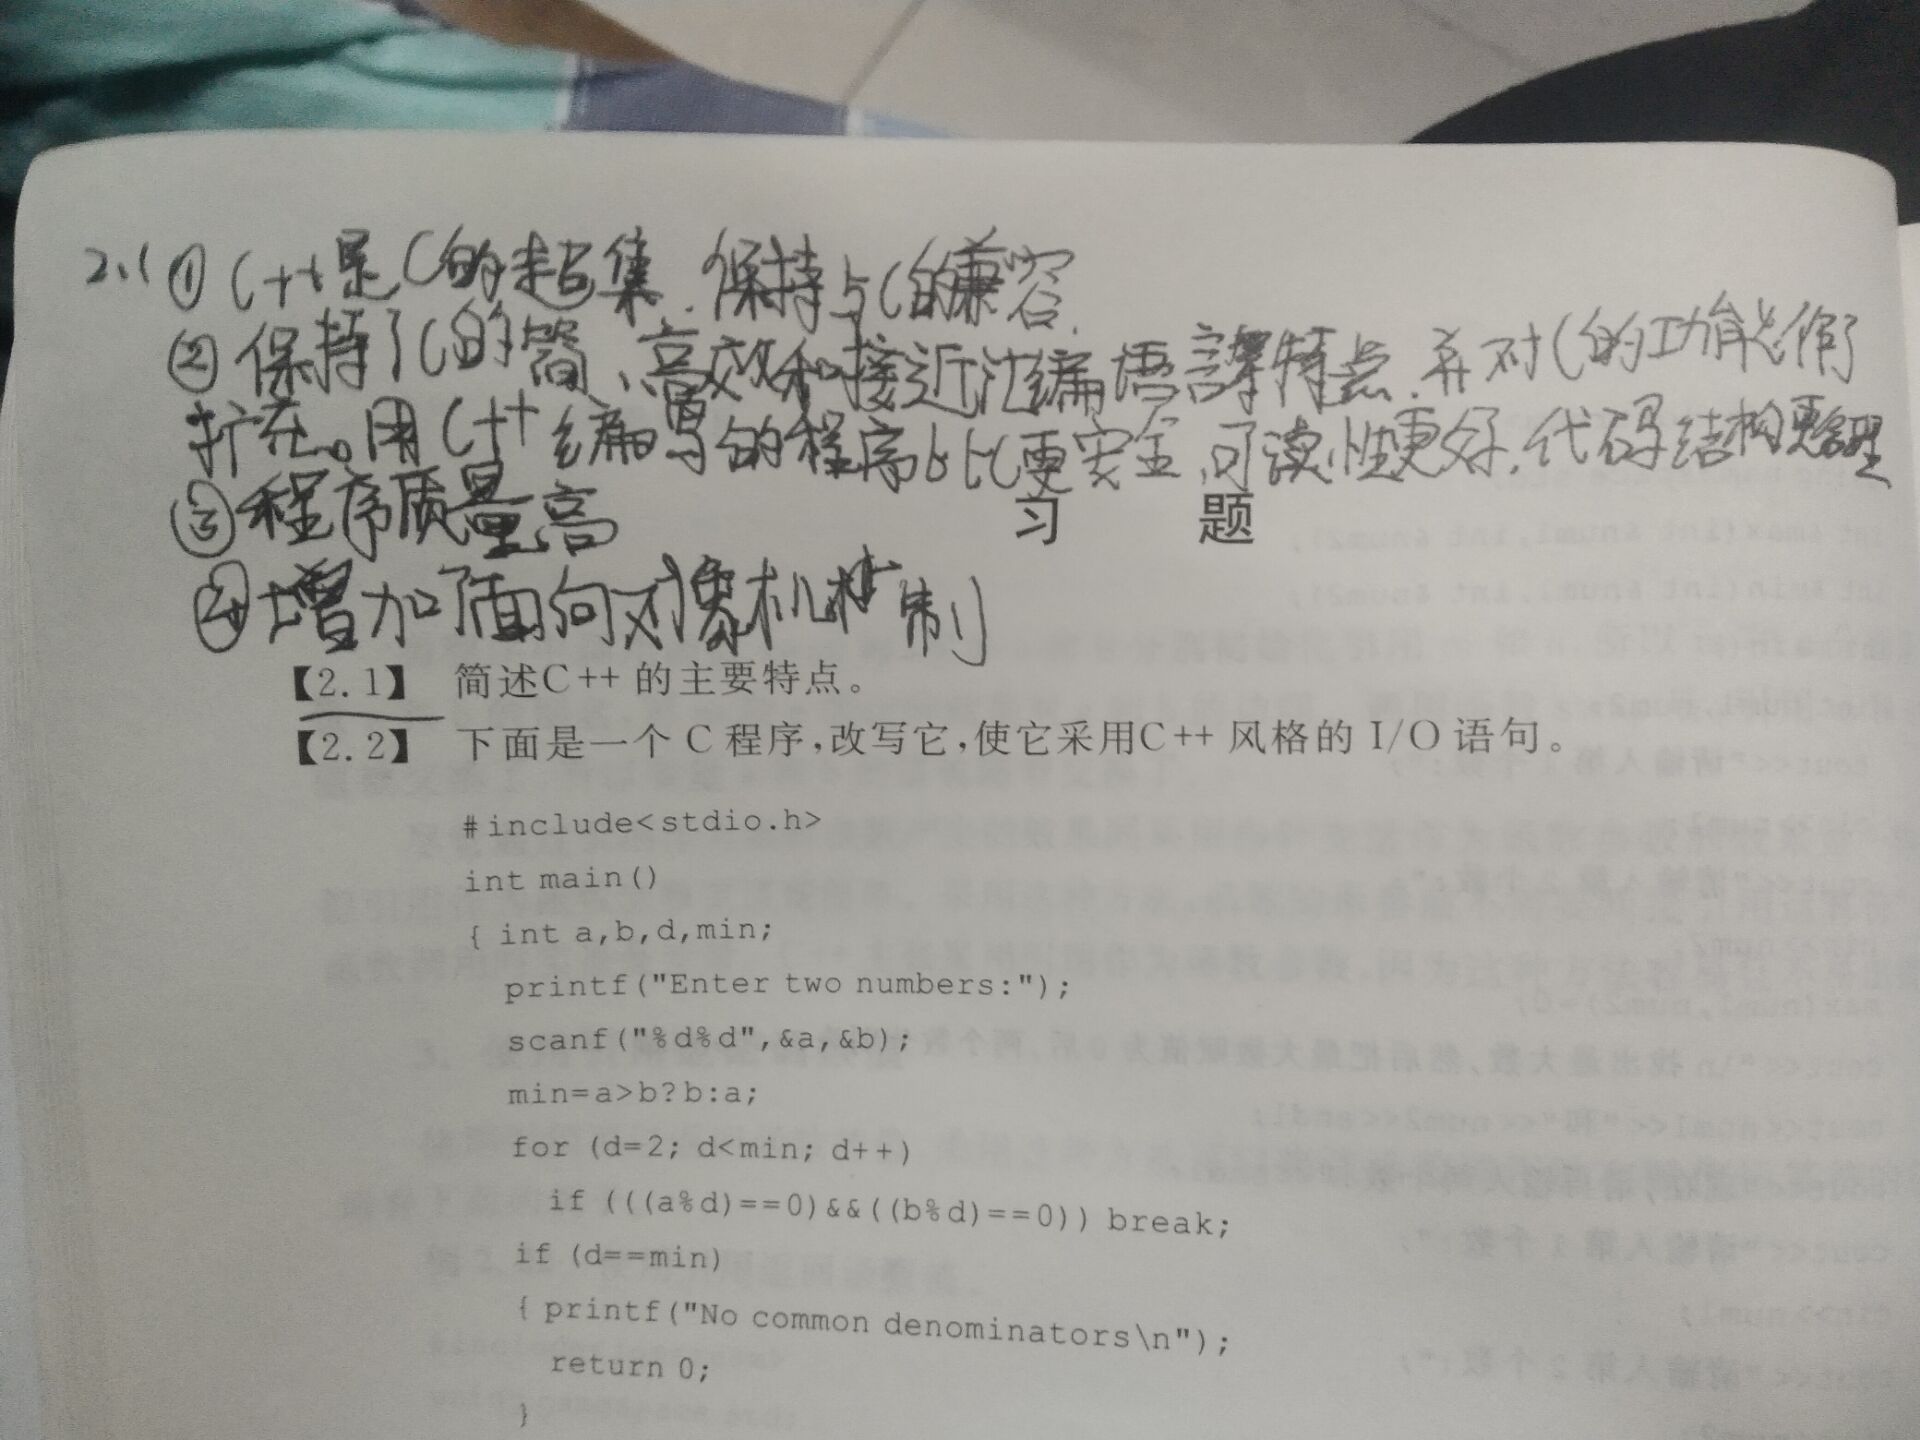 2.1 ① C++是C的超集.保持与C的兼容.
② 保持了C的简、高效和接近汇编语言等特点.并对C的功能作了
扩充。用C++编写的程序比更安全,可读性更好,代码结构更合理
③程序质量高
④增加了面向对象机制
习 题
【2.1】 简述C++的主要特点。
【2.2】 下面是一个C程序,改写它,使它采用C++风格的I/O语句。
#include<stdio.h>
int main()
{ int a,b,d,min;
printf("Enter two numbers:");
scanf("%d%d",&a,&b);
min=a>b?b:a;
for (d=2; d<min; d++)
if (((a%d)==0)&&((b%d)==0)) break;
if (d==min)
{ printf("No common denominators\n");
return 0;
}